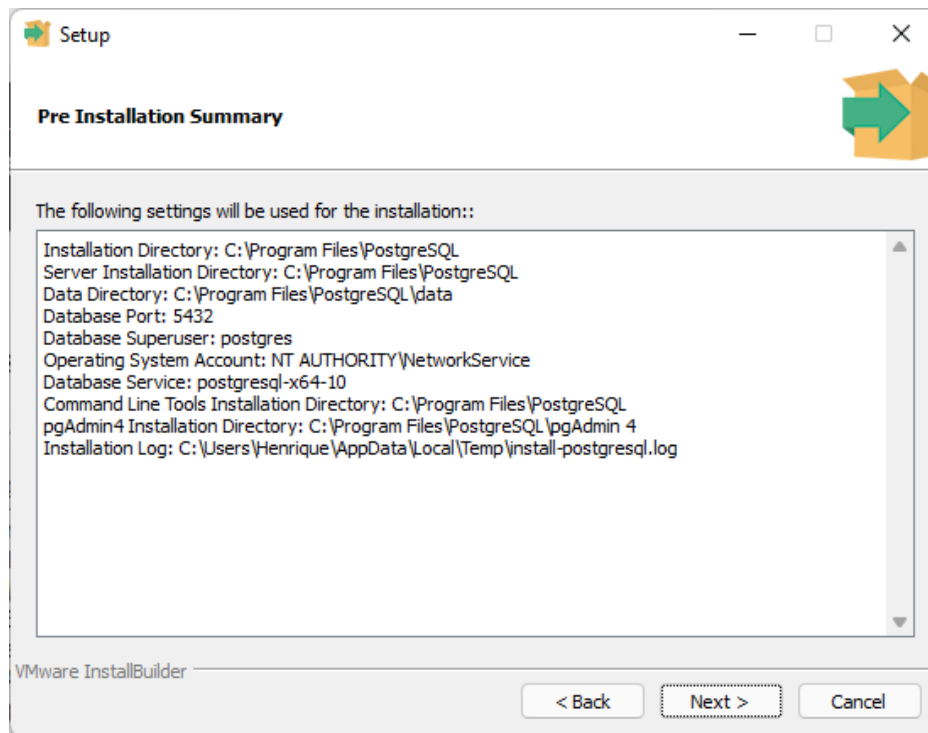 Setup
Pre Installation Summary
The following settings will be used for the installation::
Installation Directory: C:\Program Files\PostgreSQL
Server Installation Directory: C:\Program Files\PostgreSQL
Data Directory: C:\Program Files\PostgreSQL\data
Database Port: 5432
Database Superuser: postgres
Operating System Account: NT AUTHORITY\NetworkService
Database Service: postgresql-x64-10
Command Line Tools Installation Directory: C:\Program Files\PostgreSQL
pgAdmin4 Installation Directory: C:\Program Files\PostgreSQL\pgAdmin 4
Installation Log: C:\Users\Henrique\AppData\Local\Temp\install-postgresql.log
VMware InstallBuilder
< Back Next > Cancel